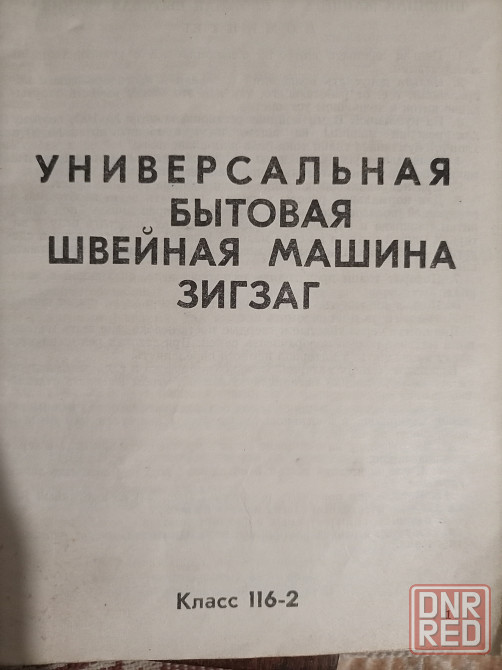 УНИВЕРСАЛЬНАЯ
БЫТОВАЯ
ШВЕЙНАЯ МАШИНА
ЗИГЗАГ
Класс 116-2
DNR
RED